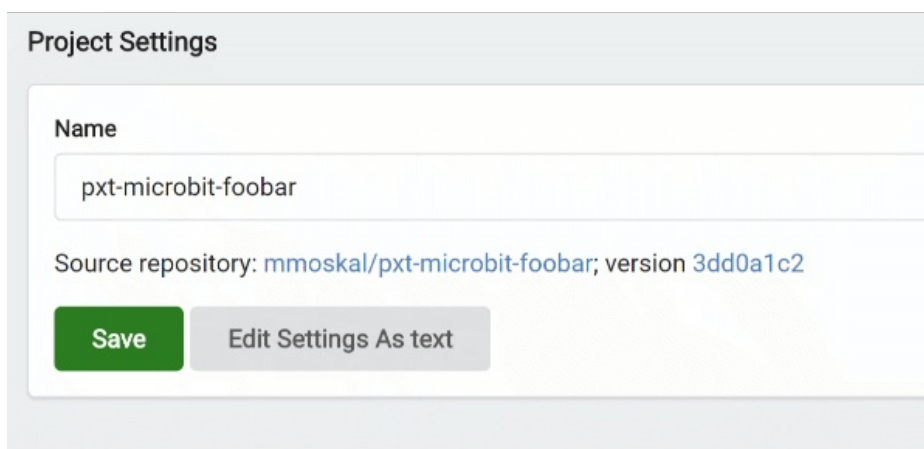 Project Settings
Name
pxt-microbit-foobar
Source repository: mmoskal/pxt-microbit-foobar; version 3dd0a1c2
Save Edit Settings As text